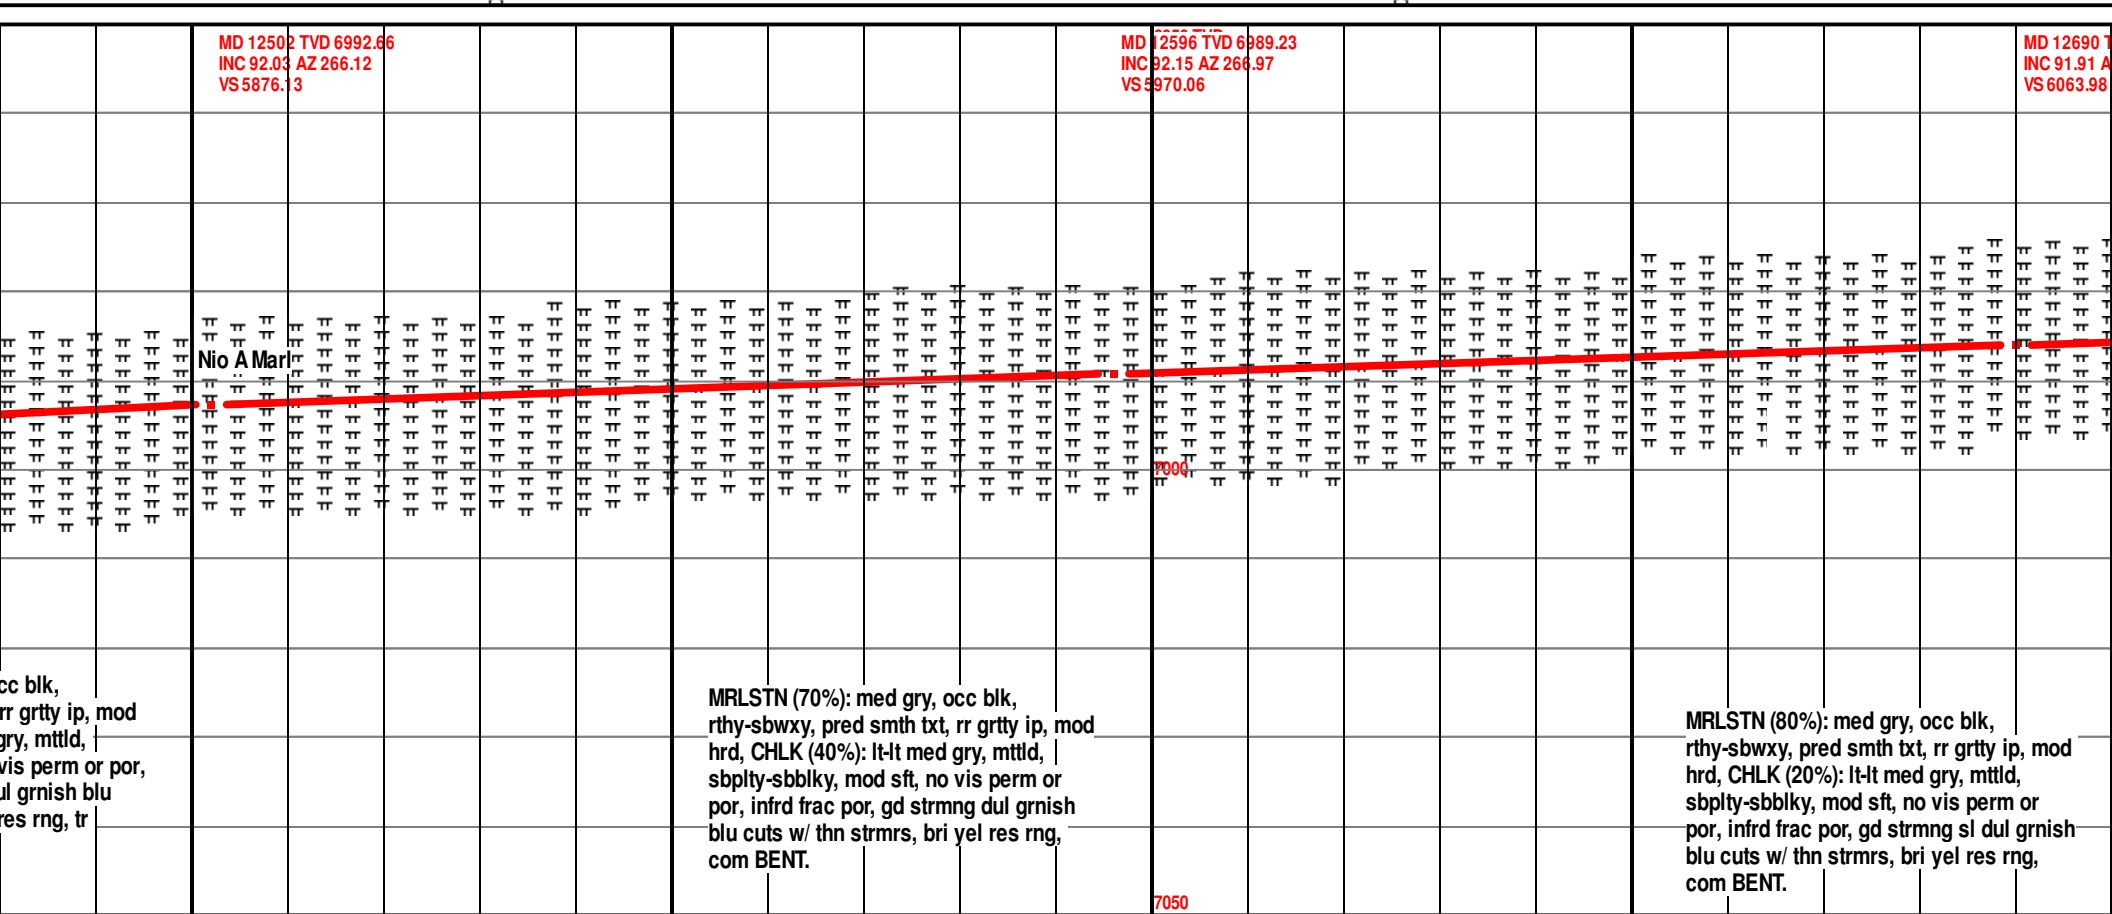 MD 12502 TVD 6992.66
INC 92.03 AZ 266.12
VS 5876.13
MD 12596 TVD 6989.23
INC 92.15 AZ 266.97
VS 5970.06
MD 12690 T
INC 91.91 A
VS 6063.98
Nio A Marl
7000
cc blk,
rr grtty ip, mod
gry, mttld,
vis perm or por,
ul grnish blu
res rng, tr
MRLSTN (70%): med gry, occ blk,
rthy-sbwxy, pred smth txt, rr grtty ip, mod
hrd, CHLK (40%): lt-lt med gry, mttld,
sbplty-sbblky, mod sft, no vis perm or
por, infrd frac por, gd strmng dul grnish
blu cuts w/ thn strmrs, bri yel res rng,
com BENT.
MRLSTN (80%): med gry, occ blk,
rthy-sbwxy, pred smth txt, rr grtty ip, mod
hrd, CHLK (20%): lt-lt med gry, mttld,
sbplty-sbblky, mod sft, no vis perm or
por, infrd frac por, gd strmng sl dul grnish
blu cuts w/ thn strmrs, bri yel res rng,
com BENT.
7050